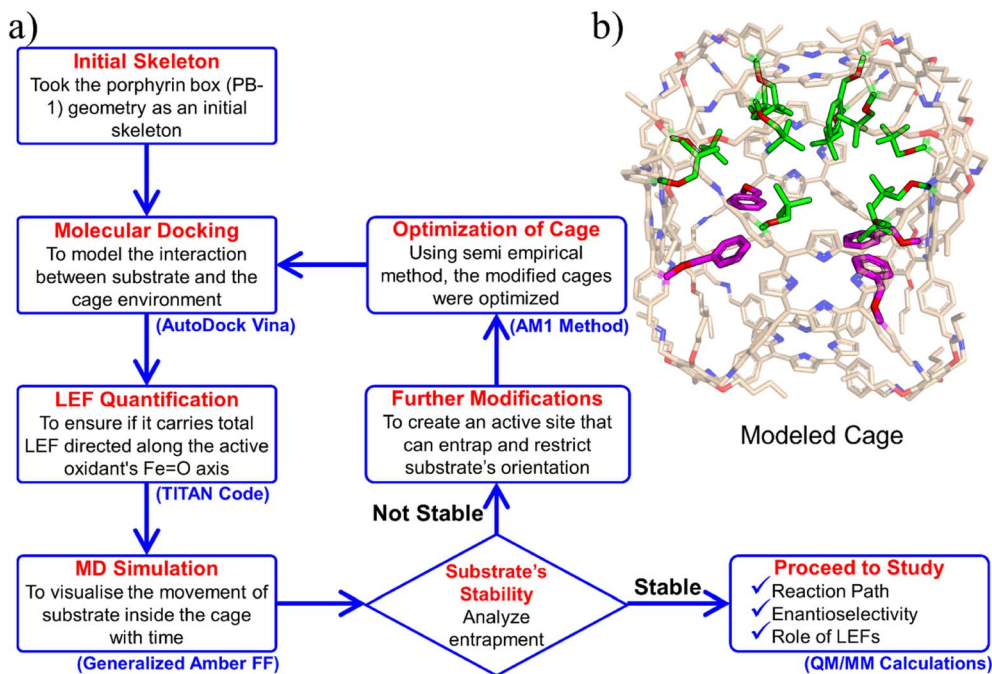 a)
Initial Skeleton
Took the porphyrin box (PB-
1) geometry as an initial
skeleton
Molecular Docking
To model the interaction
between substrate and the
cage environment
(AutoDock Vina)
LEF Quantification
To ensure if it carries total
LEF directed along the active
oxidant's Fe=O axis
(TITAN Code)
MD Simulation
To visualise the movement of
substrate inside the cage
with time
(Generalized Amber FF)
Substrate's
Stability
Analyze
entrapment
Not Stable
Further Modifications
To create an active site that
can entrap and restrict
substrate's orientation
Optimization of Cage
Using semi empirical
method, the modified cages
were optimized
(AM1 Method)
Stable
Proceed to Study
✓Reaction Path
✓Enantioselectivity
✓Role of LEFs
(QM/MM Calculations)
b)
Modeled Cage